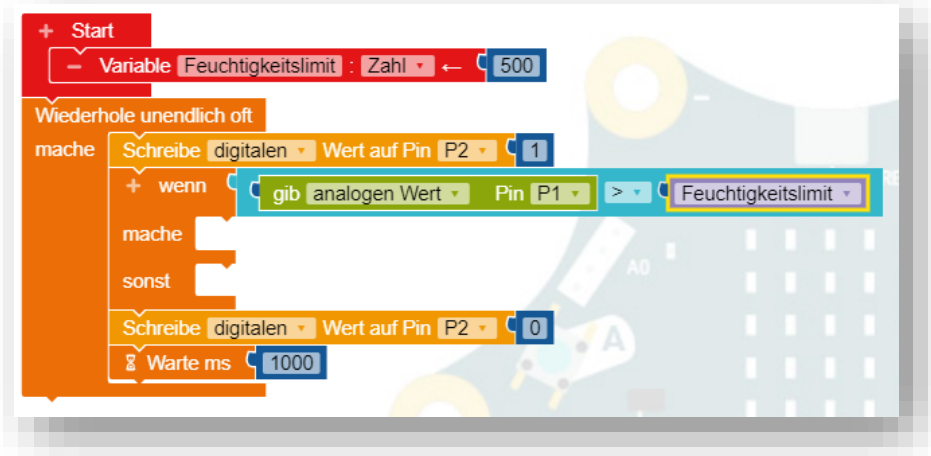 + Start
− Variable Feuchtigkeitslimit : Zahl ▾ ← 500
Wiederhole unendlich oft
mache Schreibe digitalen ▾ Wert auf Pin P2 ▾ 1
+ wenn gib analogen Wert ▾ Pin P1 ▾ > ▾ Feuchtigkeitslimit ▾
mache
sonst
A0
Schreibe digitalen ▾ Wert auf Pin P2 ▾ 0
A
Warte ms 1000